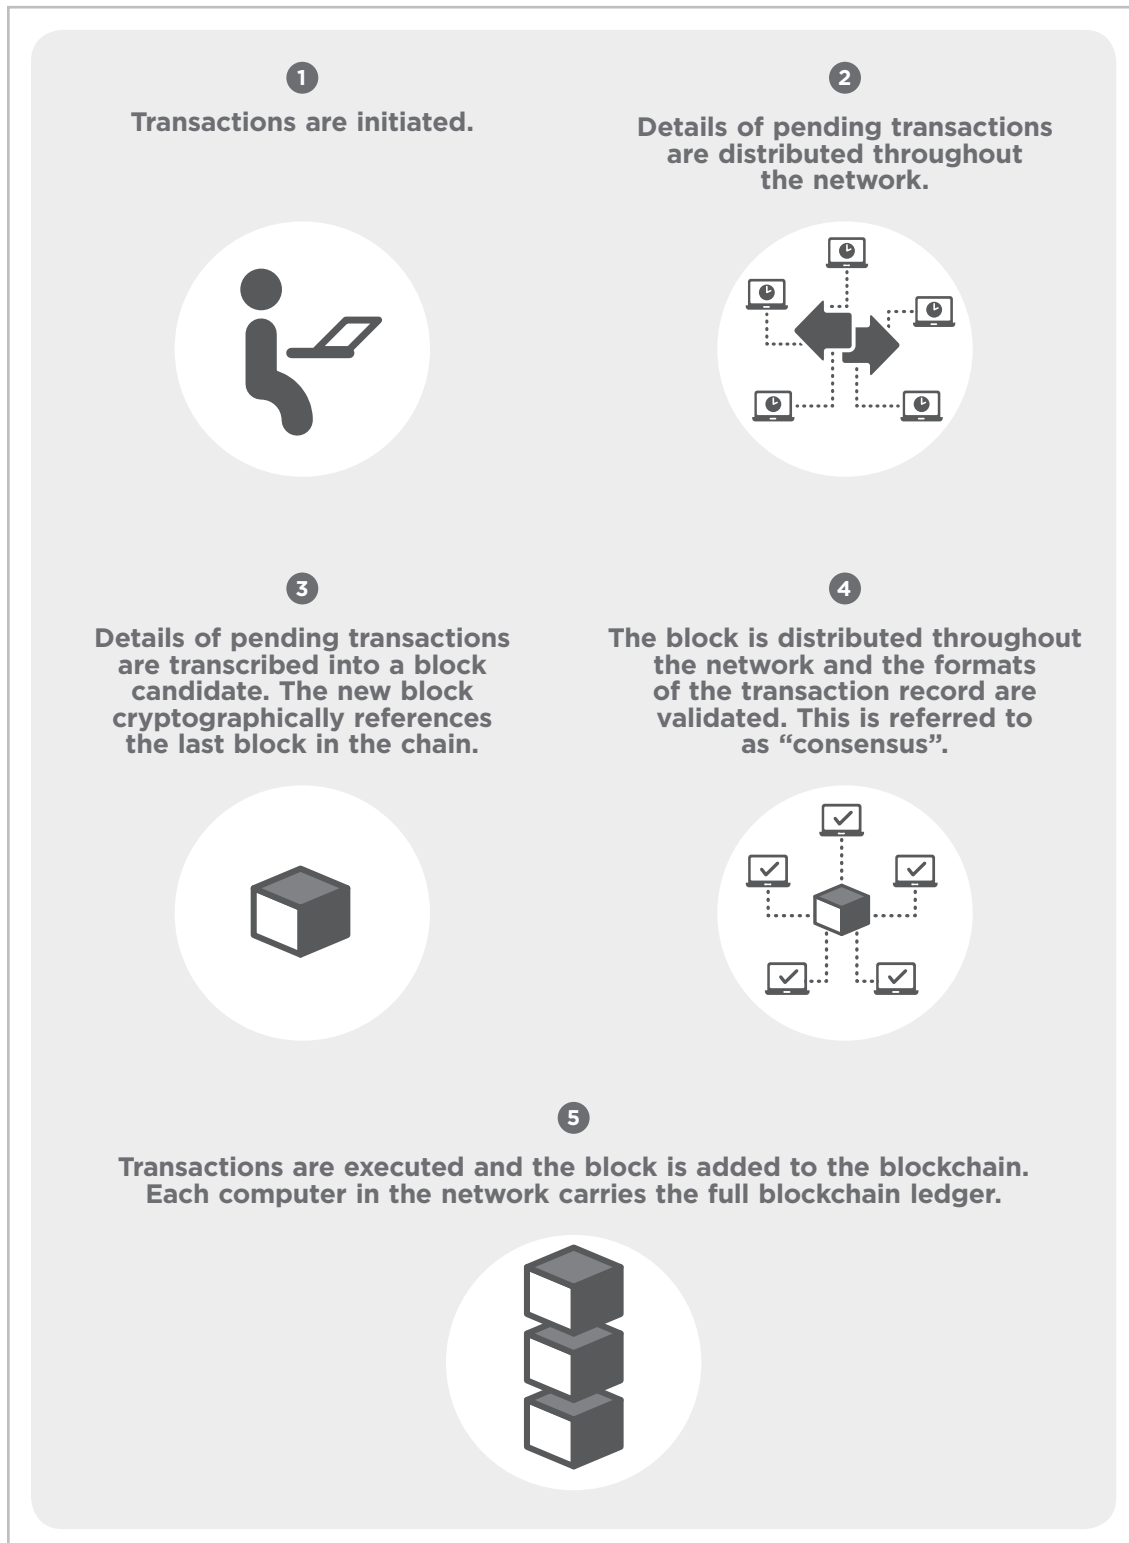 1
Transactions are initiated.
2
Details of pending transactions
are distributed throughout
the network.
3
Details of pending transactions
are transcribed into a block
candidate. The new block
cryptographically references
the last block in the chain.
4
The block is distributed throughout
the network and the formats
of the transaction record are
validated. This is referred to
as “consensus”.
5
Transactions are executed and the block is added to the blockchain.
Each computer in the network carries the full blockchain ledger.